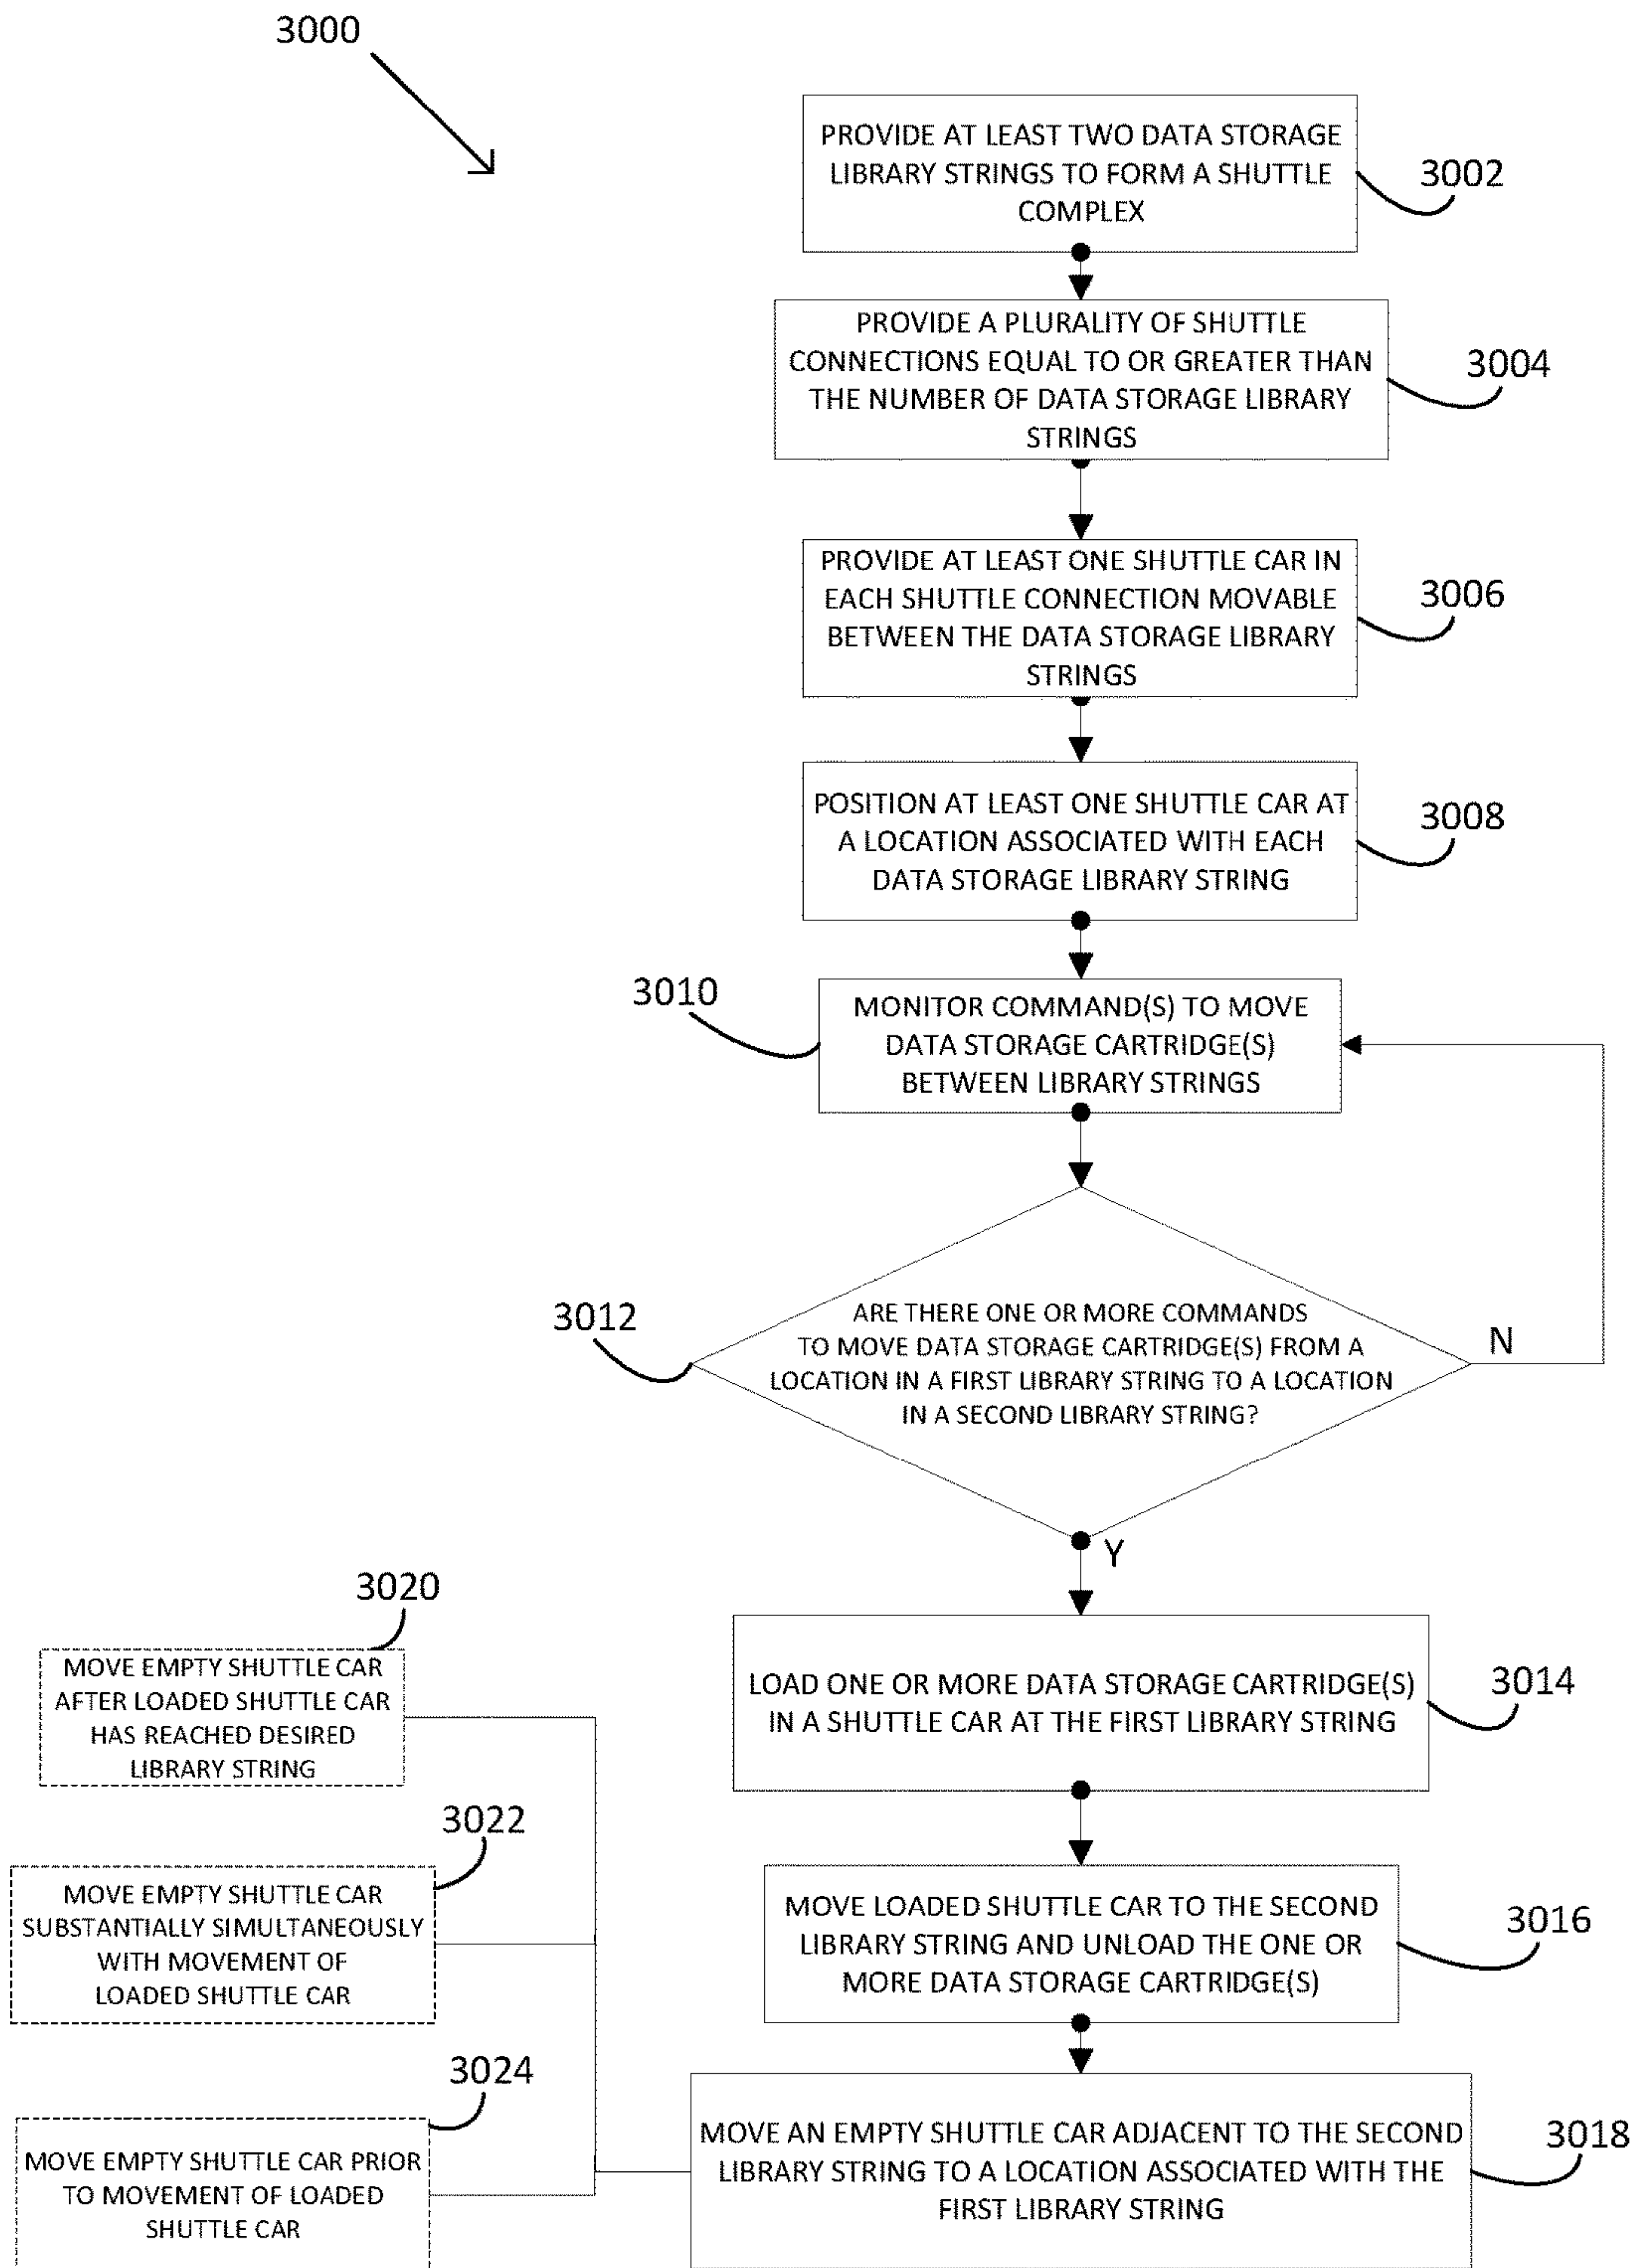 3000
PROVIDE AT LEAST TWO DATA STORAGE
LIBRARY STRINGS TO FORM A SHUTTLE
COMPLEX
3002
PROVIDE A PLURALITY OF SHUTTLE
CONNECTIONS EQUAL TO OR GREATER THAN
THE NUMBER OF DATA STORAGE LIBRARY
STRINGS
3004
PROVIDE AT LEAST ONE SHUTTLE CAR IN
EACH SHUTTLE CONNECTION MOVABLE
BETWEEN THE DATA STORAGE LIBRARY
STRINGS
3006
POSITION AT LEAST ONE SHUTTLE CAR AT
A LOCATION ASSOCIATED WITH EACH
DATA STORAGE LIBRARY STRING
3008
3010
MONITOR COMMAND(S) TO MOVE
DATA STORAGE CARTRIDGE(S)
BETWEEN LIBRARY STRINGS
3012
ARE THERE ONE OR MORE COMMANDS
TO MOVE DATA STORAGE CARTRIDGE(S) FROM A
LOCATION IN A FIRST LIBRARY STRING TO A LOCATION
IN A SECOND LIBRARY STRING?
N
Y
LOAD ONE OR MORE DATA STORAGE CARTRIDGE(S)
IN A SHUTTLE CAR AT THE FIRST LIBRARY STRING
3014
MOVE LOADED SHUTTLE CAR TO THE SECOND
LIBRARY STRING AND UNLOAD THE ONE OR
MORE DATA STORAGE CARTRIDGE(S)
3016
MOVE AN EMPTY SHUTTLE CAR ADJACENT TO THE SECOND
LIBRARY STRING TO A LOCATION ASSOCIATED WITH THE
FIRST LIBRARY STRING
3018
3020
MOVE EMPTY SHUTTLE CAR
AFTER LOADED SHUTTLE CAR
HAS REACHED DESIRED
LIBRARY STRING
3022
MOVE EMPTY SHUTTLE CAR
SUBSTANTIALLY SIMULTANEOUSLY
WITH MOVEMENT OF
LOADED SHUTTLE CAR
3024
MOVE EMPTY SHUTTLE CAR PRIOR
TO MOVEMENT OF LOADED
SHUTTLE CAR